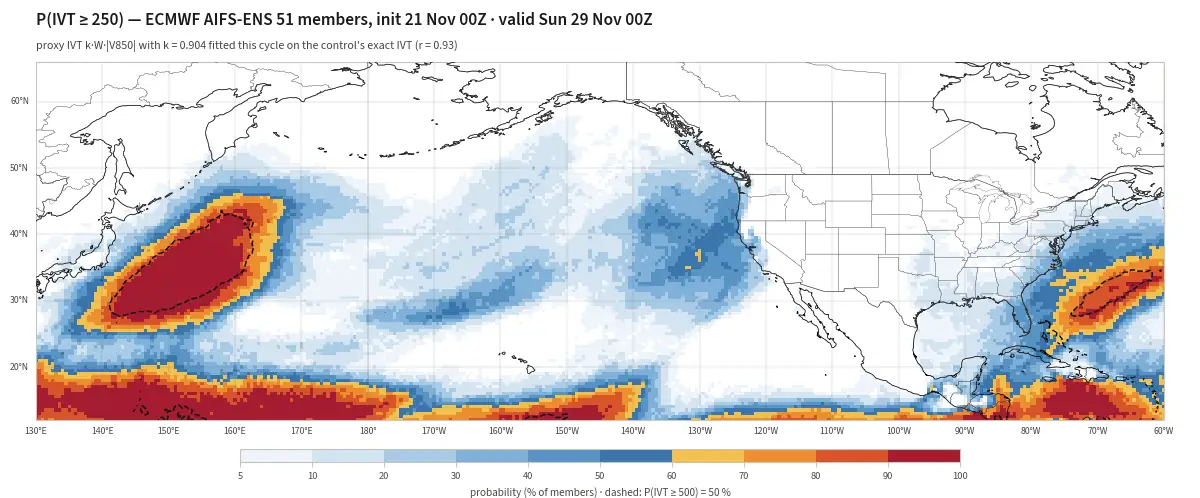 P(IVT ≥ 250) — ECMWF AIFS-ENS 51 members, init 21 Nov 00Z · valid Sun 29 Nov 00Z
proxy IVT k·W·|V850| with k = 0.904 fitted this cycle on the control's exact IVT (r = 0.93)
60°N
50°N
40°N
30°N
20°N
130°E 140°E 150°E 160°E 170°E 180° 170°W 160°W 150°W 140°W 130°W 120°W 110°W 100°W 90°W 80°W 70°W 60°W
5 10 20 30 40 50 60 70 80 90 100
probability (% of members) · dashed: P(IVT ≥ 500) = 50 %